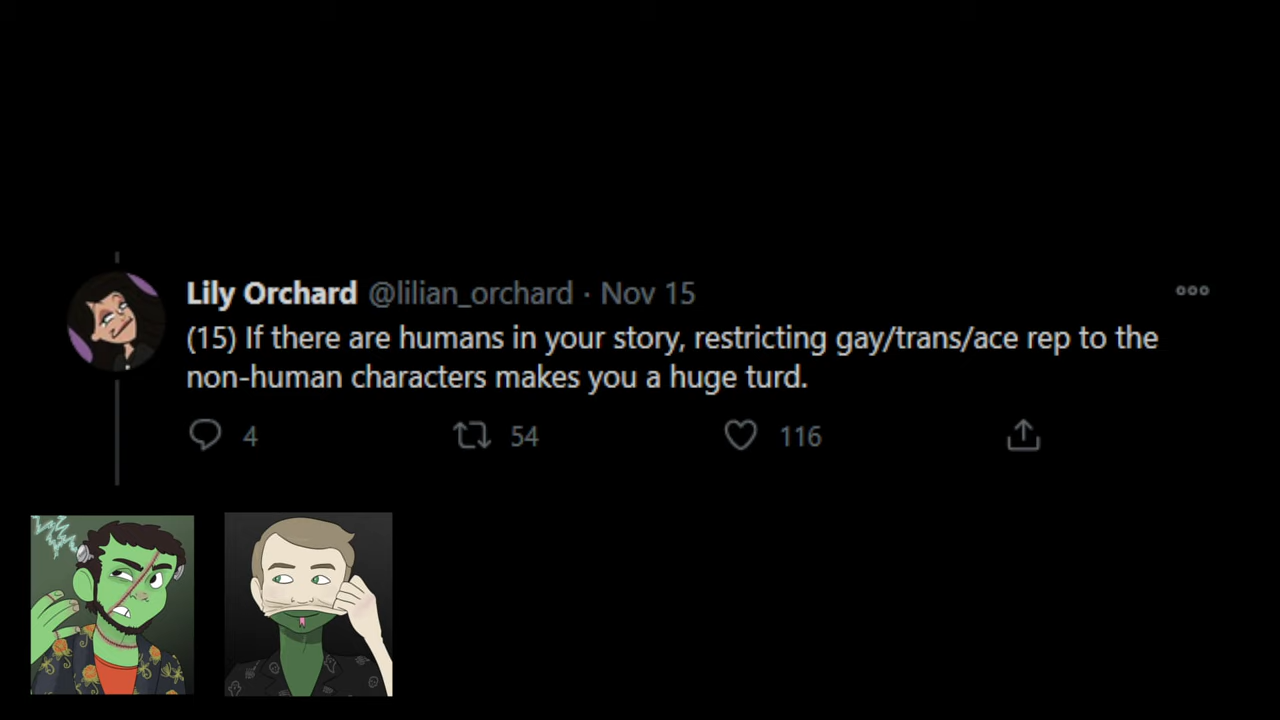 Lily Orchard @lilian_orchard · Nov 15
(15) If there are humans in your story, restricting gay/trans/ace rep to the
non-human characters makes you a huge turd.
4 54 116